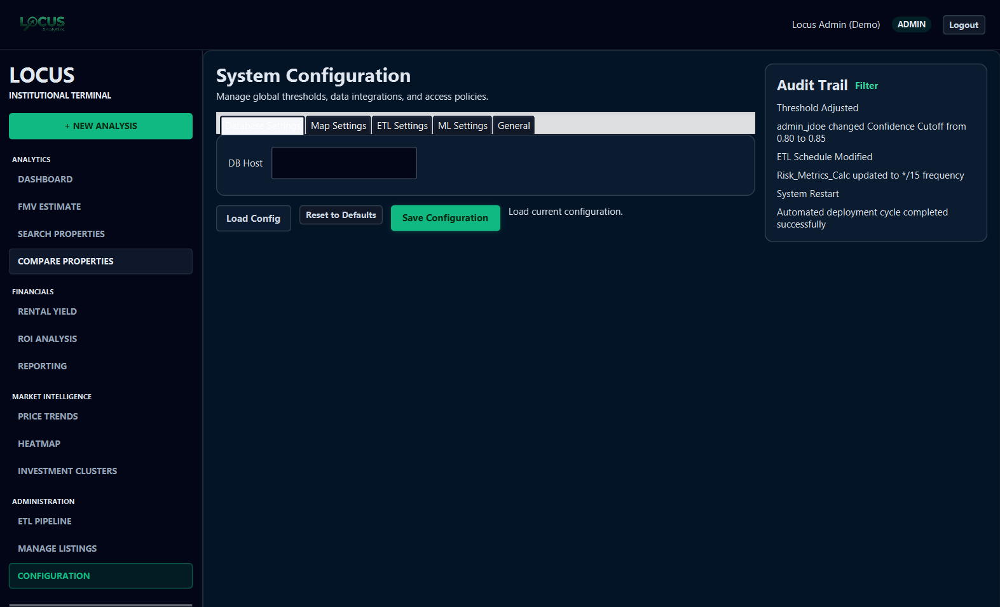 LOCUS
Analytics
Locus Admin (Demo)
ADMIN
Logout
LOCUS
INSTITUTIONAL TERMINAL
+ NEW ANALYSIS
ANALYTICS
DASHBOARD
FMV ESTIMATE
SEARCH PROPERTIES
COMPARE PROPERTIES
FINANCIALS
RENTAL YIELD
ROI ANALYSIS
REPORTING
MARKET INTELLIGENCE
PRICE TRENDS
HEATMAP
INVESTMENT CLUSTERS
ADMINISTRATION
ETL PIPELINE
MANAGE LISTINGS
CONFIGURATION
System Configuration
Manage global thresholds, data integrations, and access policies.
Database Settings Map Settings ETL Settings ML Settings General
DB Host
Load Config Reset to Defaults Save Configuration Load current configuration.
Audit Trail Filter
Threshold Adjusted
admin_jdoe changed Confidence Cutoff from
0.80 to 0.85
ETL Schedule Modified
Risk_Metrics_Calc updated to */15 frequency
System Restart
Automated deployment cycle completed
successfully